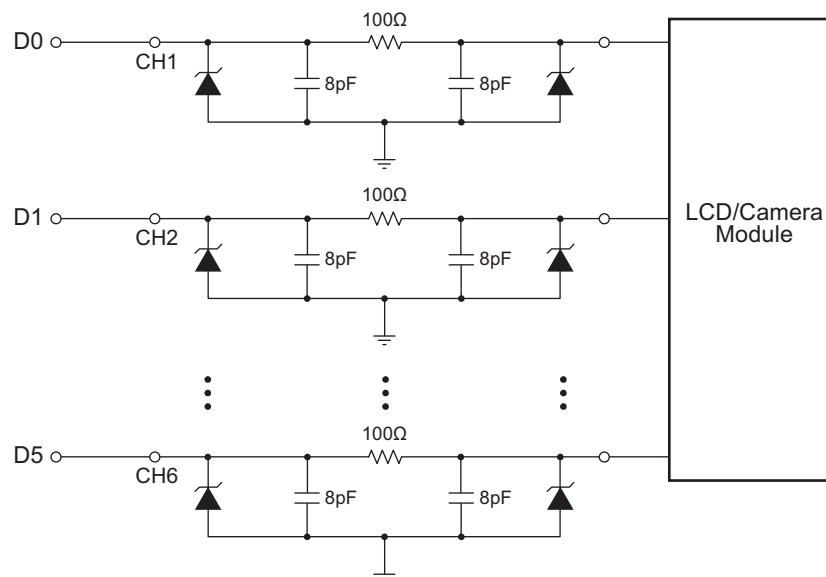 100Ω
D0
CH1
8pF
8pF
100Ω
D1
CH2
8pF
8pF
LCD/Camera
Module
100Ω
D5
CH6
8pF
8pF